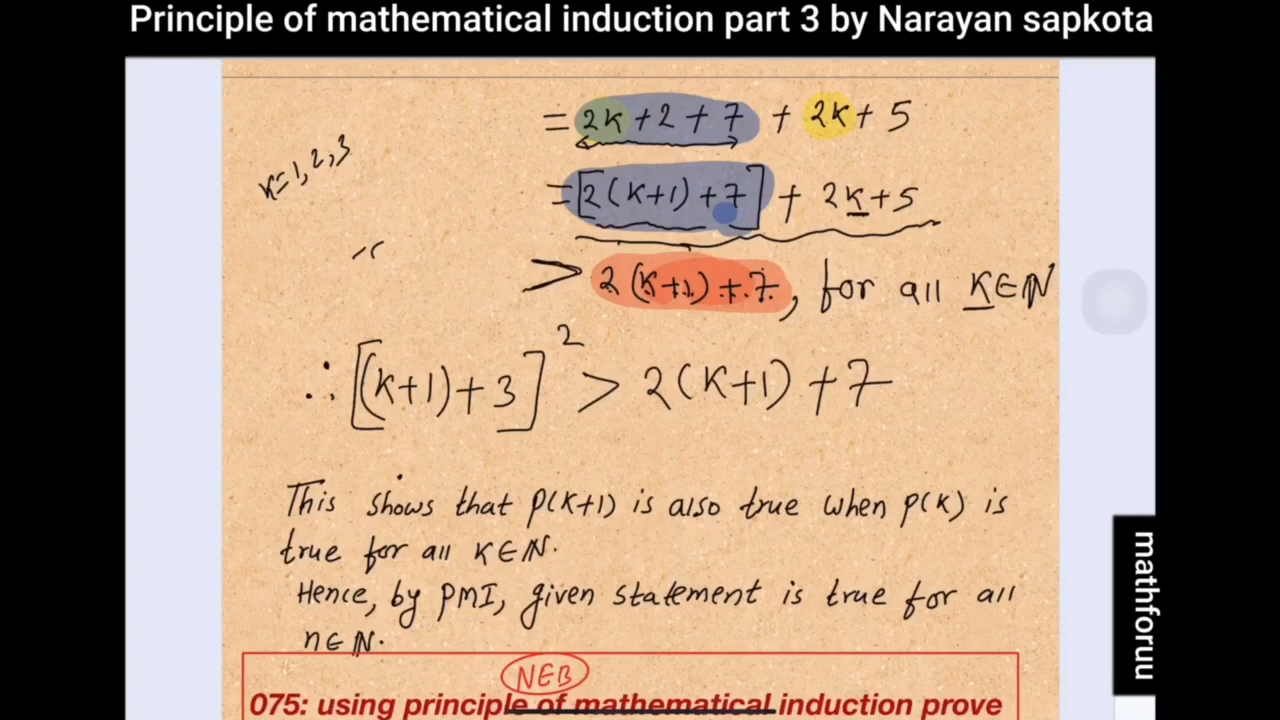 Principle of mathematical induction part 3 by Narayan sapkota
= 2k + 2 + 7 + 2k + 5
k=1,2,3
= [2(k+1) + 7] + 2k + 5
> 2(k+1) + 7, for all k∈ℕ
∴ [(k+1) + 3]² > 2(k+1) + 7
This shows that p(k+1) is also true when p(k) is
true for all k∈ℕ.
Hence, by PMI, given statement is true for all
n∈ℕ.
NEB
075: using principle of mathematical induction prove
mathforuu